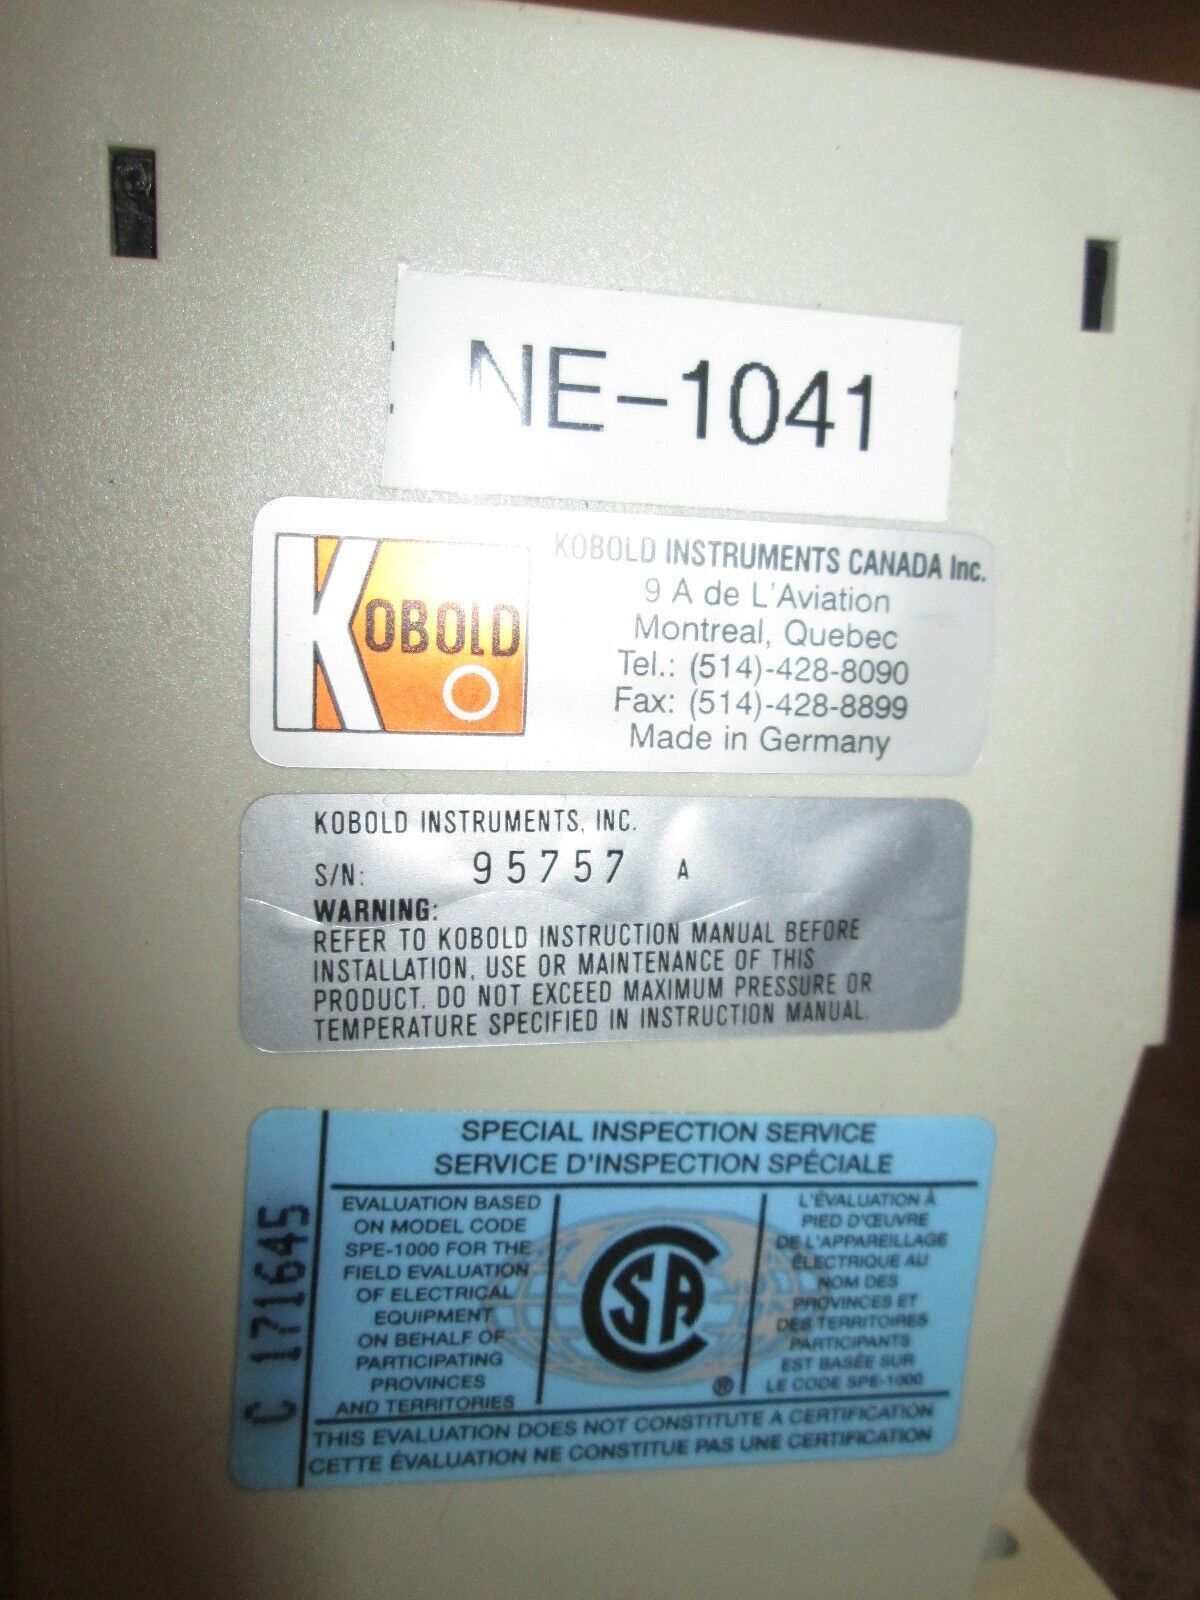 NE-1041
KOBOLD
KOBOLD INSTRUMENTS CANADA Inc.
9 A de L'Aviation
Montreal, Quebec
Tel.: (514)-428-8090
Fax: (514)-428-8899
Made in Germany
KOBOLD INSTRUMENTS, INC.
S/N: 95757 A
WARNING:
REFER TO KOBOLD INSTRUCTION MANUAL BEFORE
INSTALLATION, USE OR MAINTENANCE OF THIS
PRODUCT. DO NOT EXCEED MAXIMUM PRESSURE OR
TEMPERATURE SPECIFIED IN INSTRUCTION MANUAL.
C 171645
SPECIAL INSPECTION SERVICE
SERVICE D'INSPECTION SPÉCIALE
EVALUATION BASED
ON MODEL CODE
SPE-1000 FOR THE
FIELD EVALUATION
OF ELECTRICAL
EQUIPMENT
ON BEHALF OF
PARTICIPATING
PROVINCES
AND TERRITORIES
CSA
®
L'ÉVALUATION À
PIED D'ŒUVRE
DE L'APPAREILLAGE
ÉLECTRIQUE AU
NOM DES
PROVINCES ET
DES TERRITOIRES
PARTICIPANTS
EST BASÉE SUR
LE CODE SPE-1000
THIS EVALUATION DOES NOT CONSTITUTE A CERTIFICATION
CETTE ÉVALUATION NE CONSTITUE PAS UNE CERTIFICATION